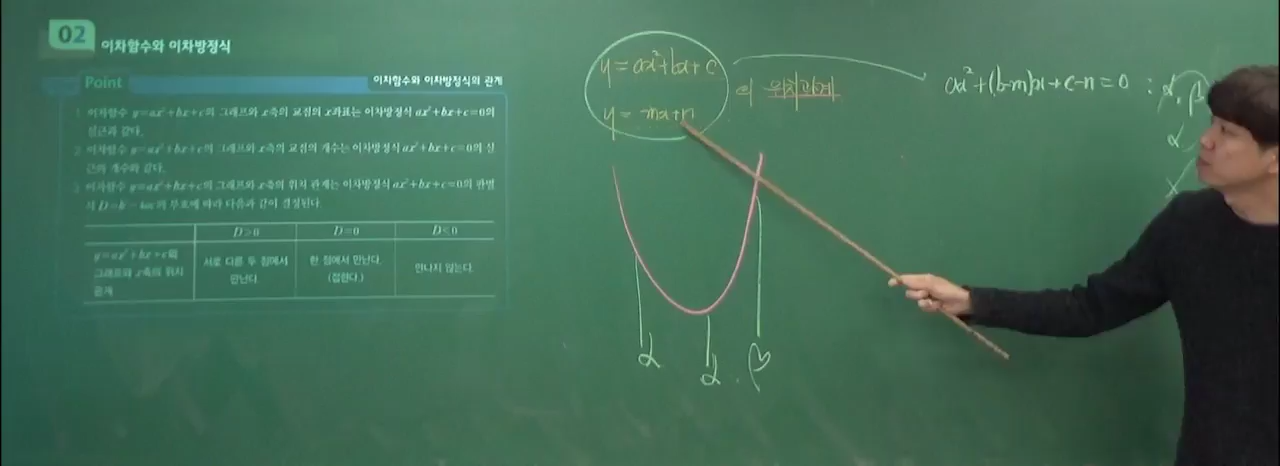 02 이차함수와 이차방정식
Point
이차함수와 이차방정식의 관계
1 이차함수 y=ax²+bx+c의 그래프와 x축의 교점의 x좌표는 이차방정식 ax²+bx+c=0의
실근과 같다.
2 이차함수 y=ax²+bx+c의 그래프와 x축의 교점의 개수는 이차방정식 ax²+bx+c=0의 실
근의 개수와 같다.
3 이차함수 y=ax²+bx+c의 그래프와 x축의 위치 관계는 이차방정식 ax²+bx+c=0의 판별
식 D=b²-4ac의 부호에 따라 다음과 같이 결정된다.
D>0 D=0 D<0
y=ax²+bx+c의
그래프와 x축의 위치
관계
서로 다른 두 점에서
만난다.
한 점에서 만난다.
(접한다.)
만나지 않는다.
y=ax²+bx+c
y=mx+n
의 위치관계
ax²+(b-m)x+c-n=0 : α, β
α
x
α α β